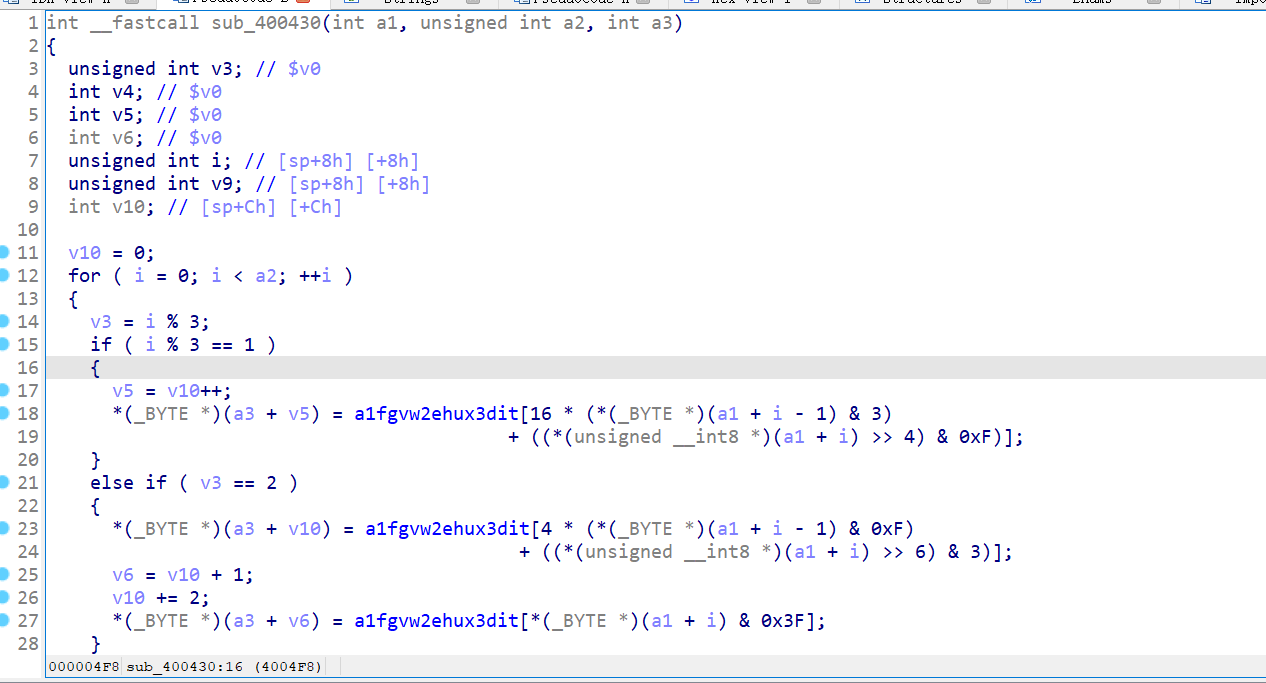 Strings
Structures
Enums
1 int __fastcall sub_400430(int a1, unsigned int a2, int a3)
2 {
3   unsigned int v3; // $v0
4   int v4; // $v0
5   int v5; // $v0
6   int v6; // $v0
7   unsigned int i; // [sp+8h] [+8h]
8   unsigned int v9; // [sp+8h] [+8h]
9   int v10; // [sp+Ch] [+Ch]
10
11   v10 = 0;
12   for ( i = 0; i < a2; ++i )
13   {
14     v3 = i % 3;
15     if ( i % 3 == 1 )
16     {
17       v5 = v10++;
18       *(_BYTE *)(a3 + v5) = a1fgvw2ehux3dit[16 * (*(_BYTE *)(a1 + i - 1) & 3)
19                                           + ((*(unsigned __int8 *)(a1 + i) >> 4) & 0xF)];
20     }
21     else if ( v3 == 2 )
22     {
23       *(_BYTE *)(a3 + v10) = a1fgvw2ehux3dit[4 * (*(_BYTE *)(a1 + i - 1) & 0xF)
24                                            + ((*(unsigned __int8 *)(a1 + i) >> 6) & 3)];
25       v6 = v10 + 1;
26       v10 += 2;
27       *(_BYTE *)(a3 + v6) = a1fgvw2ehux3dit[*(_BYTE *)(a1 + i) & 0x3F];
28     }
000004F8 sub_400430:16 (4004F8)